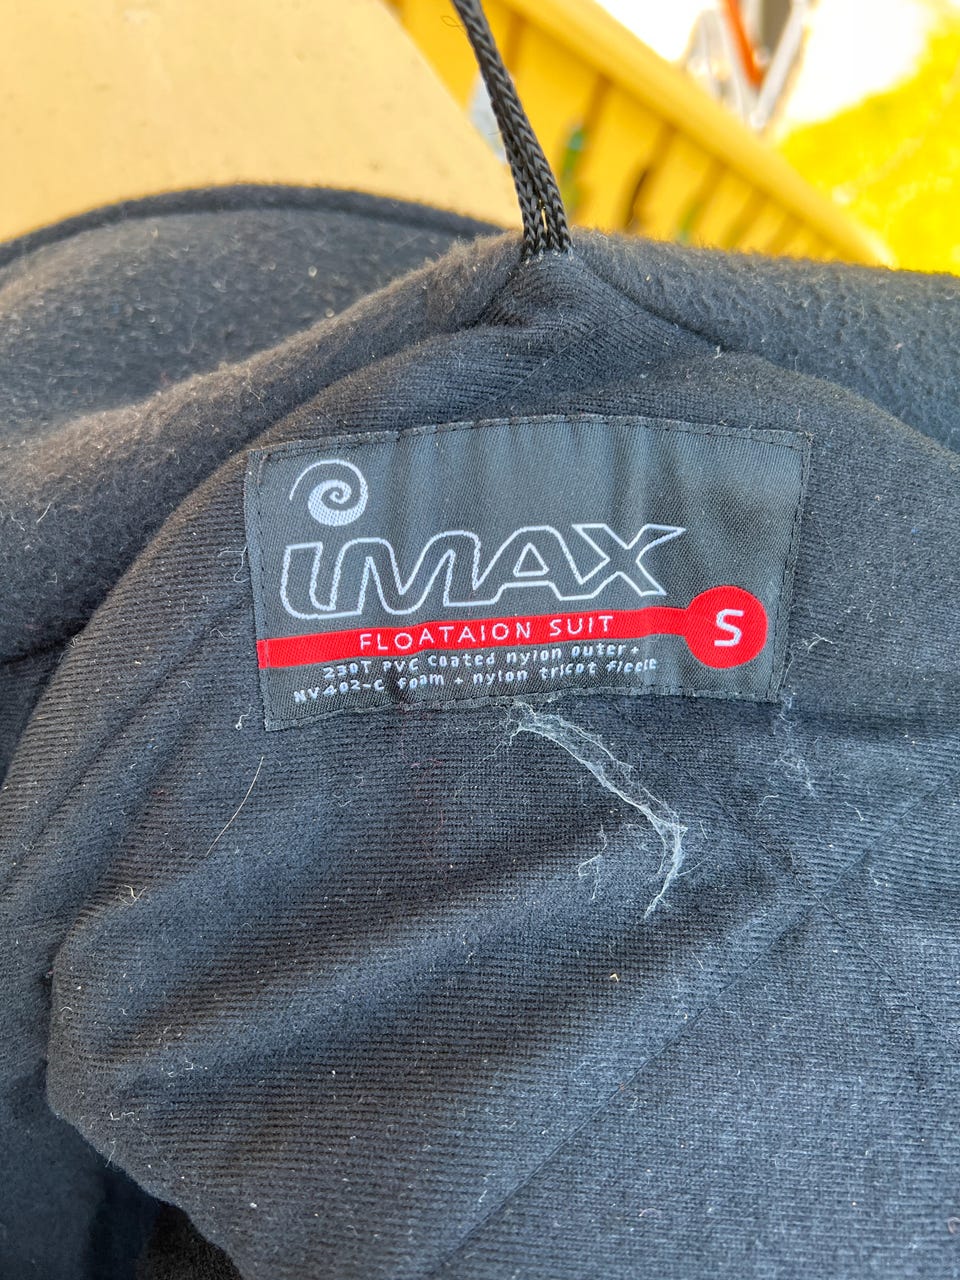 iMAX
FLOATAION SUIT
S
230T PVC coated nylon outer+
NV402-C foam + nylon tricot fleece